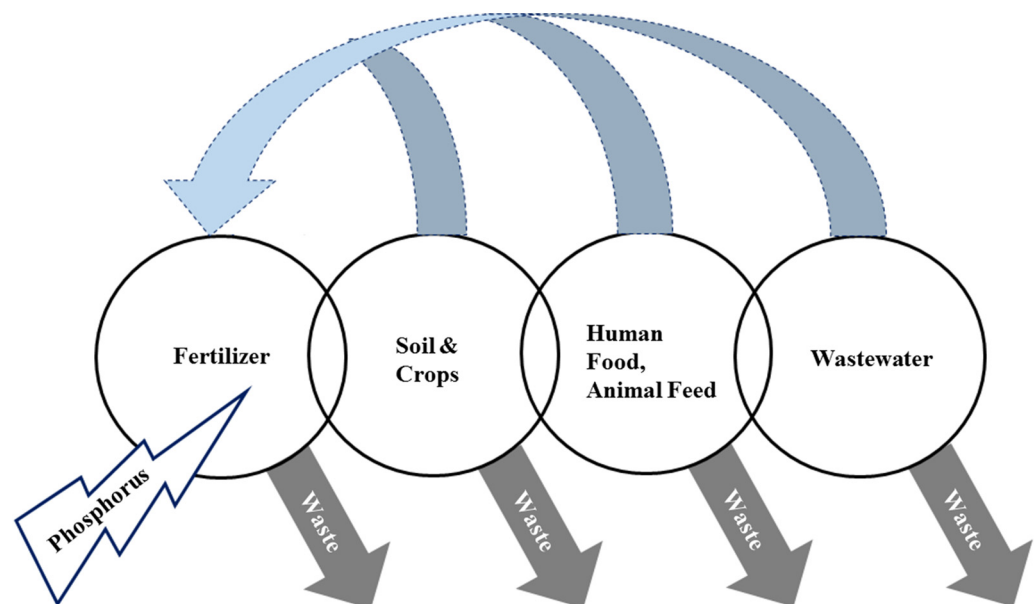 Fertilizer
Soil &
Crops
Human
Food,
Animal Feed
Wastewater
Phosphorus
Waste
Waste
Waste
Waste